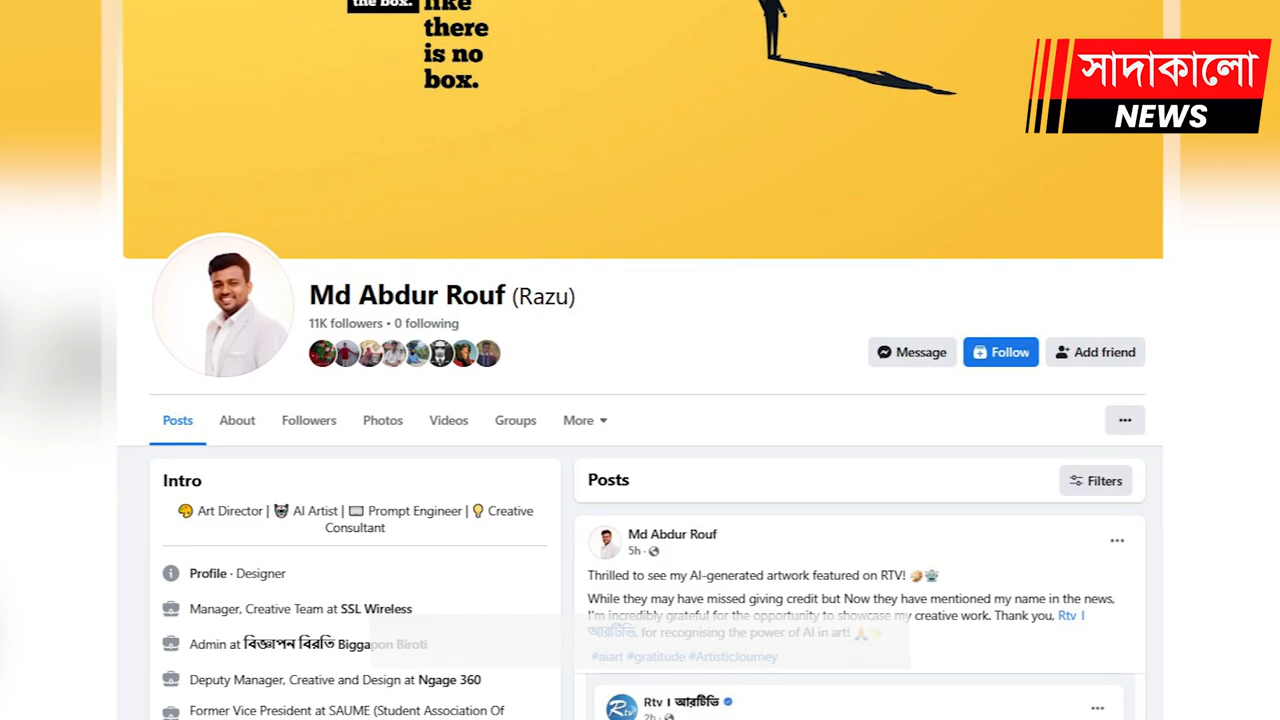 the box.
like
there
is no
box.
সাদাকালো
NEWS
Md Abdur Rouf (Razu)
11K followers • 0 following
Message
Follow
Add friend
Posts
About
Followers
Photos
Videos
Groups
More
Intro
Art Director | AI Artist | Prompt Engineer | Creative
Consultant
Profile · Designer
Manager, Creative Team at SSL Wireless
Admin at বিজ্ঞাপন বিরতি Biggapon Biroti
Deputy Manager, Creative and Design at Ngage 360
Former Vice President at SAUME (Student Association Of
Posts
Filters
Md Abdur Rouf
5h ·
Thrilled to see my AI-generated artwork featured on RTV!
While they may have missed giving credit but Now they have mentioned my name in the news,
I'm incredibly grateful for the opportunity to showcase my creative work. Thank you, Rtv ।
আরটিভি, for recognising the power of AI in art!
#aiart #gratitude #ArtisticJourney
Rtv
Rtv । আরটিভি
2h ·